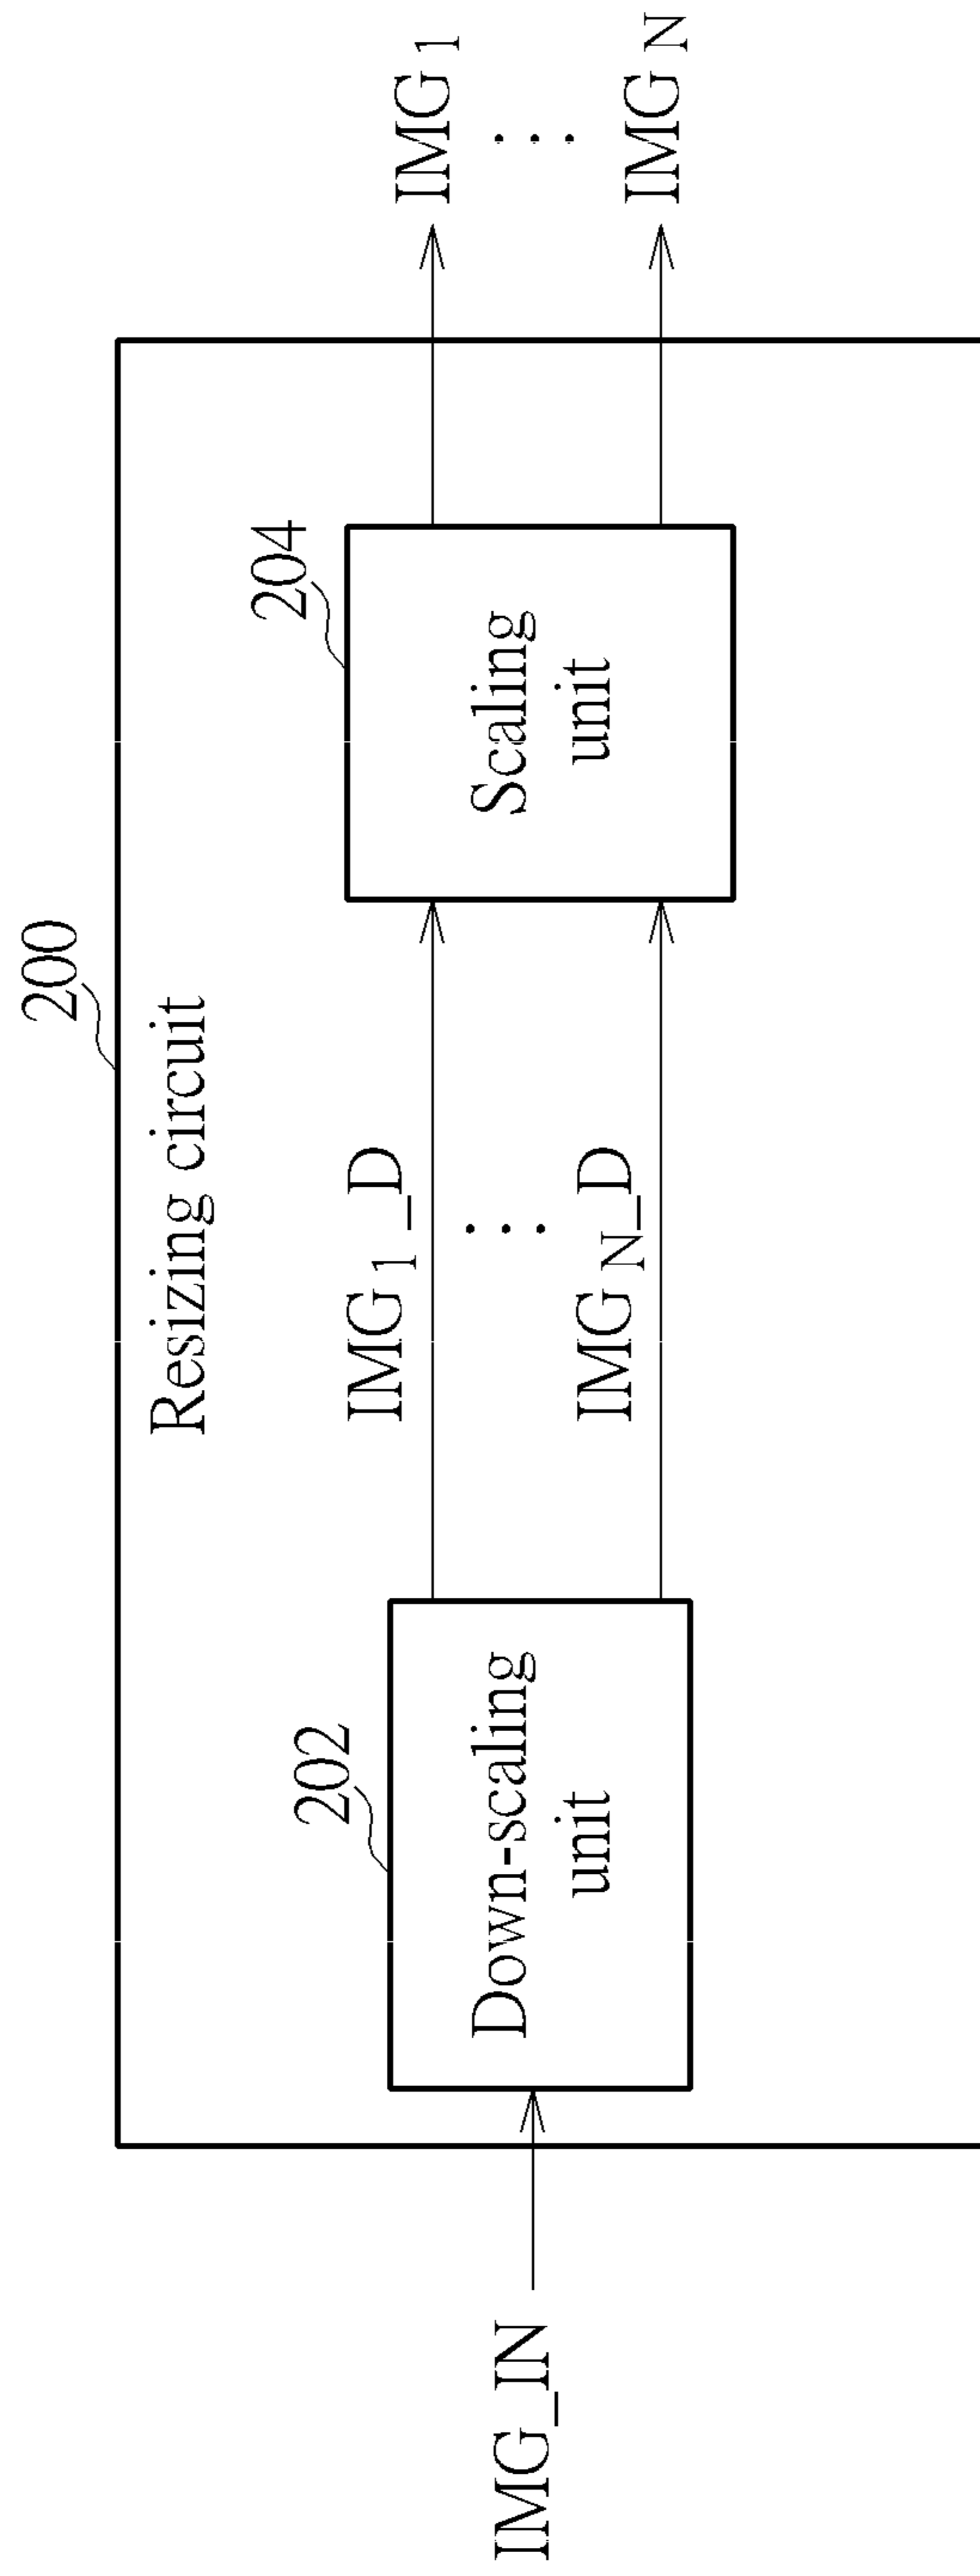 200
Resizing circuit
202
204
IMG_IN
Down-scaling
unit
IMG1_D
⋮
IMGN_D
Scaling
unit
IMG1
⋮
IMGN